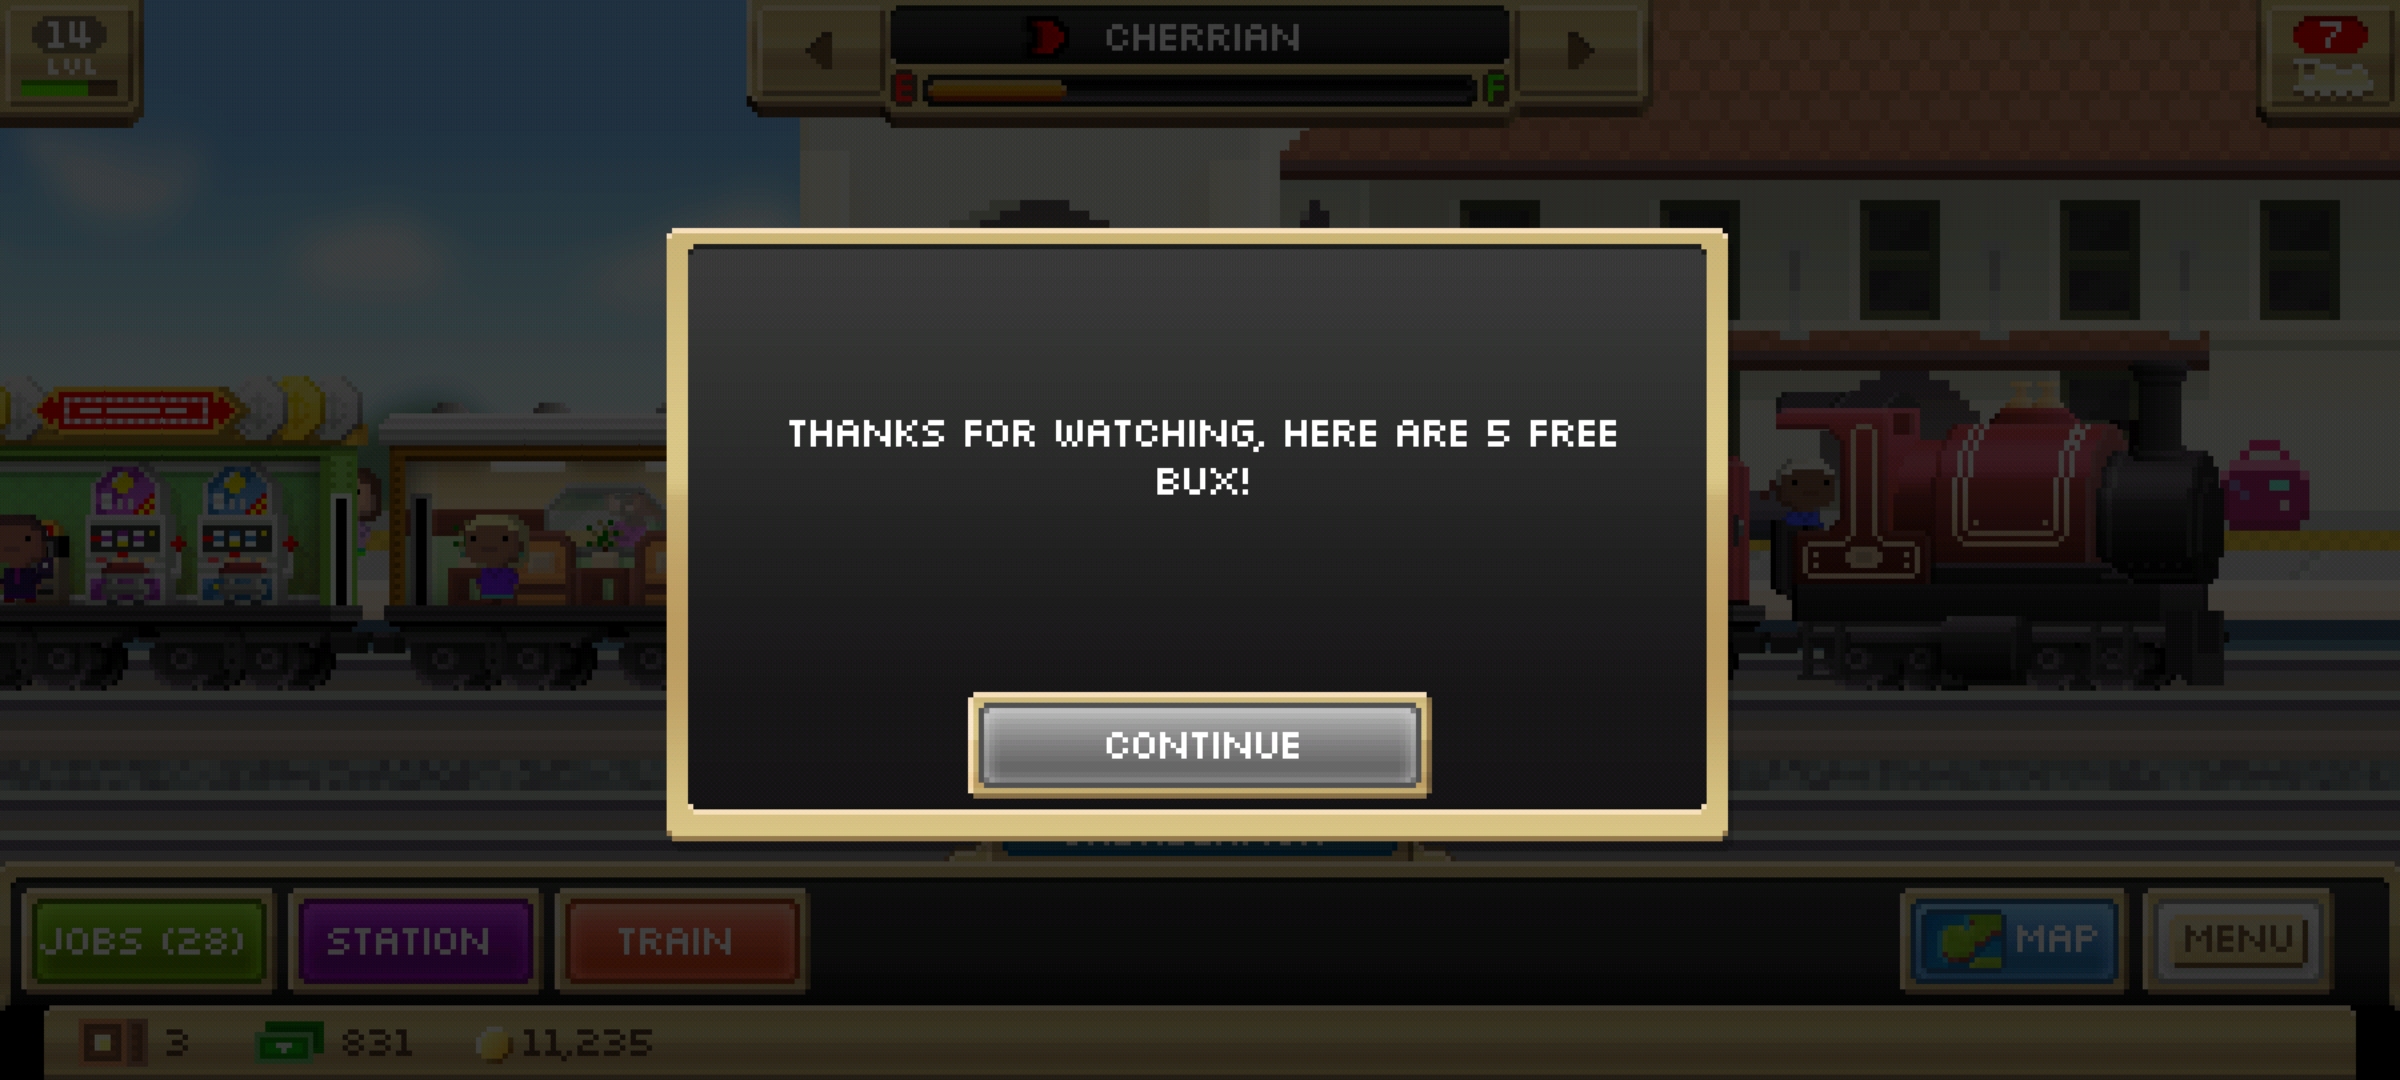 14
LVL
CHERRIAN
E
F
7
THANKS FOR WATCHING, HERE ARE 5 FREE
BUX!
CONTINUE
JOBS (28)
STATION
TRAIN
MAP
MENU
3
831
11,235